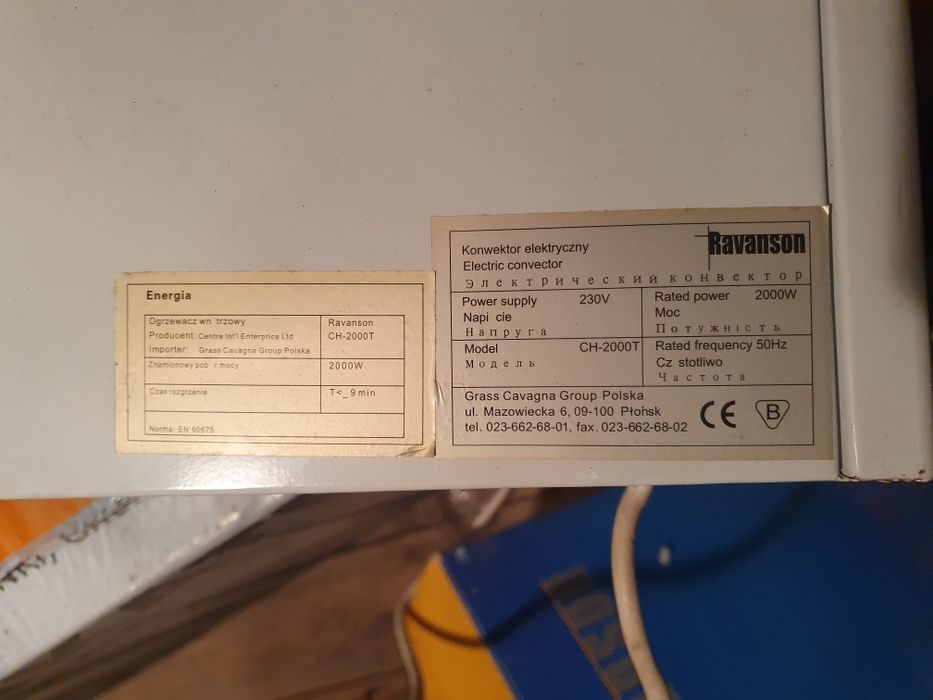 Energia
Ogrzewacz wn trzowy
Ravanson
Producent: Centre Int'l Enterprice Ltd
CH-2000T
Importer: Grass Cavagna Group Polska
Znamionowy pob r mocy
2000W
Czas rozgrzania
T<_9min
Norma: EN 60675
Ravanson
Konwektor elektryczny
Electric convector
Электрический конвектор
Power supply 230V
Napi cie
Напруга
Rated power 2000W
Moc
Потужність
Model CH-2000T
Модель
Rated frequency 50Hz
Cz stotliwo
Частота
Grass Cavagna Group Polska
ul. Mazowiecka 6, 09-100 Płońsk
tel. 023-662-68-01, fax. 023-662-68-02
CE
B